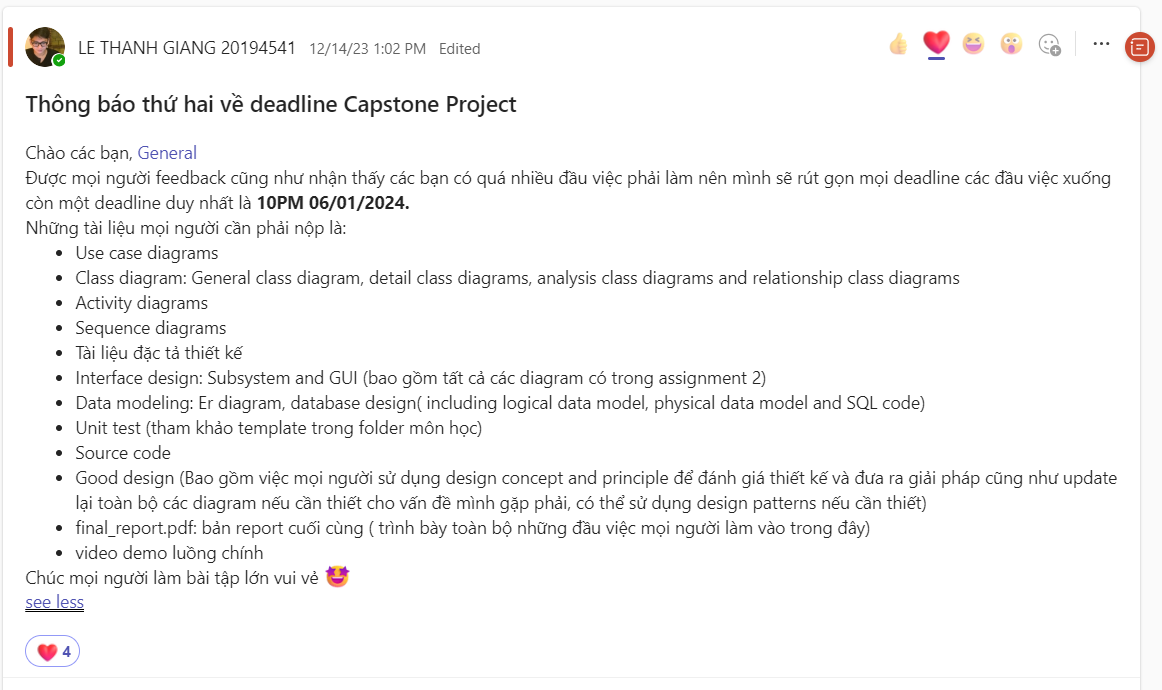 LE THANH GIANG 20194541 12/14/23 1:02 PM Edited
Thông báo thứ hai về deadline Capstone Project
Chào các bạn, General
Được mọi người feedback cũng như nhận thấy các bạn có quá nhiều đầu việc phải làm nên mình sẽ rút gọn mọi deadline các đầu việc xuống
còn một deadline duy nhất là 10PM 06/01/2024.
Những tài liệu mọi người cần phải nộp là:
• Use case diagrams
• Class diagram: General class diagram, detail class diagrams, analysis class diagrams and relationship class diagrams
• Activity diagrams
• Sequence diagrams
• Tài liệu đặc tả thiết kế
• Interface design: Subsystem and GUI (bao gồm tất cả các diagram có trong assignment 2)
• Data modeling: Er diagram, database design( including logical data model, physical data model and SQL code)
• Unit test (tham khảo template trong folder môn học)
• Source code
• Good design (Bao gồm việc mọi người sử dụng design concept and principle để đánh giá thiết kế và đưa ra giải pháp cũng như update
lại toàn bộ các diagram nếu cần thiết cho vấn đề mình gặp phải, có thể sử dụng design patterns nếu cần thiết)
• final_report.pdf: bản report cuối cùng ( trình bày toàn bộ những đầu việc mọi người làm vào trong đây)
• video demo luồng chính
Chúc mọi người làm bài tập lớn vui vẻ 🤩
see less
❤️ 4